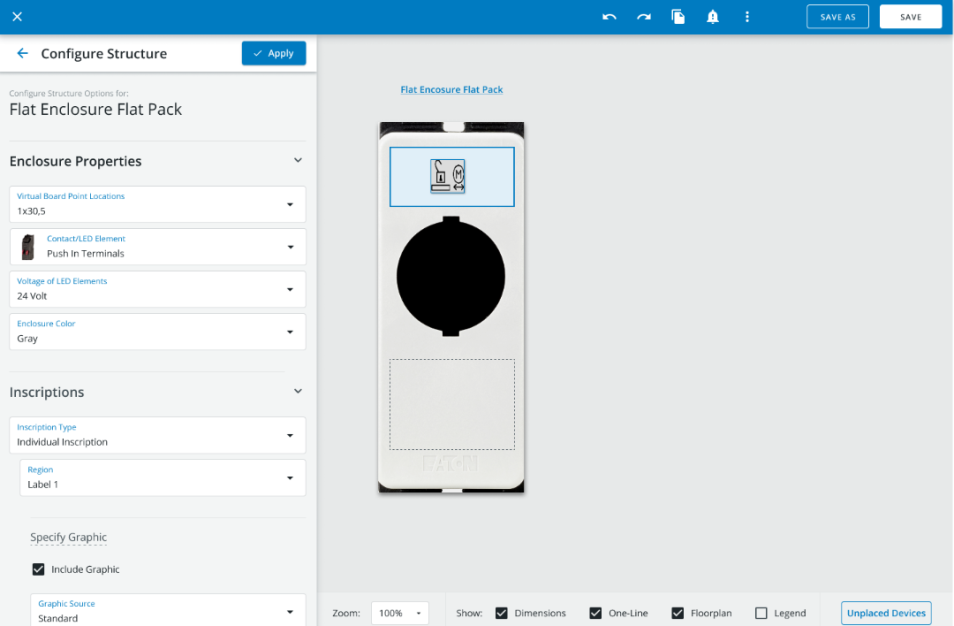 SAVE AS
SAVE
Configure Structure
Apply
Configure Structure Options for:
Flat Enclosure Flat Pack
Enclosure Properties
Virtual Board Point Locations
1x30,5
Contact/LED Element
Push In Terminals
Voltage of LED Elements
24 Volt
Enclosure Color
Gray
Inscriptions
Inscription Type
Individual Inscription
Region
Label 1
Specify Graphic
Include Graphic
Graphic Source
Standard
Flat Encosure Flat Pack
M
EATON
Zoom:
100%
Show:
Dimensions
One-Line
Floorplan
Legend
Unplaced Devices